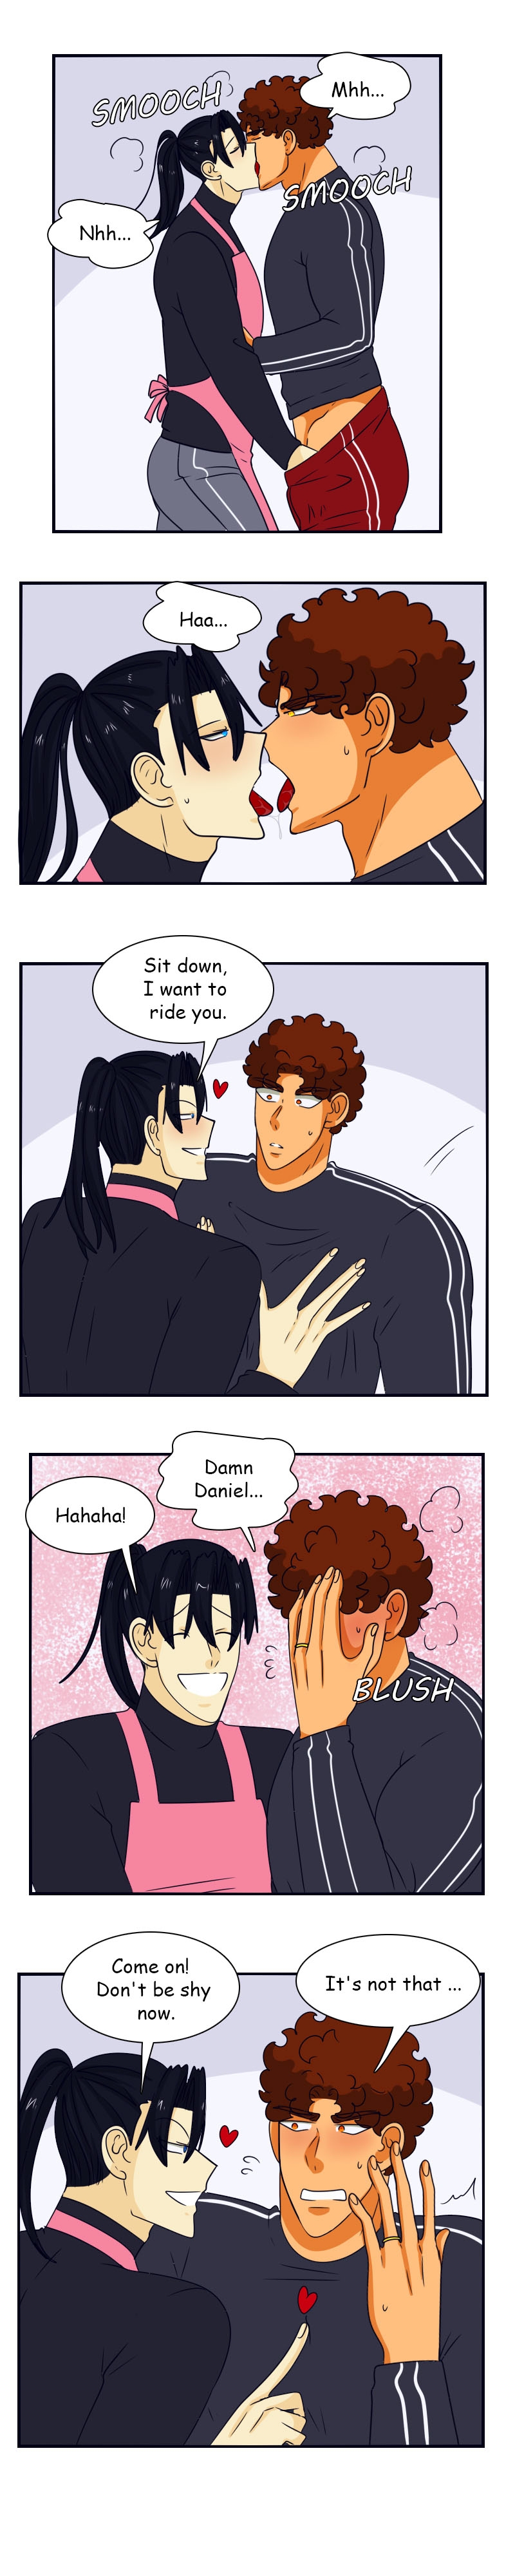 SMOOCH
Mhh...
SMOOCH
Nhh...
Haa...
Sit down,
I want to
ride you.
Damn
Daniel...
Hahaha!
BLUSH
Come on!
Don't be shy
now.
It's not that ...